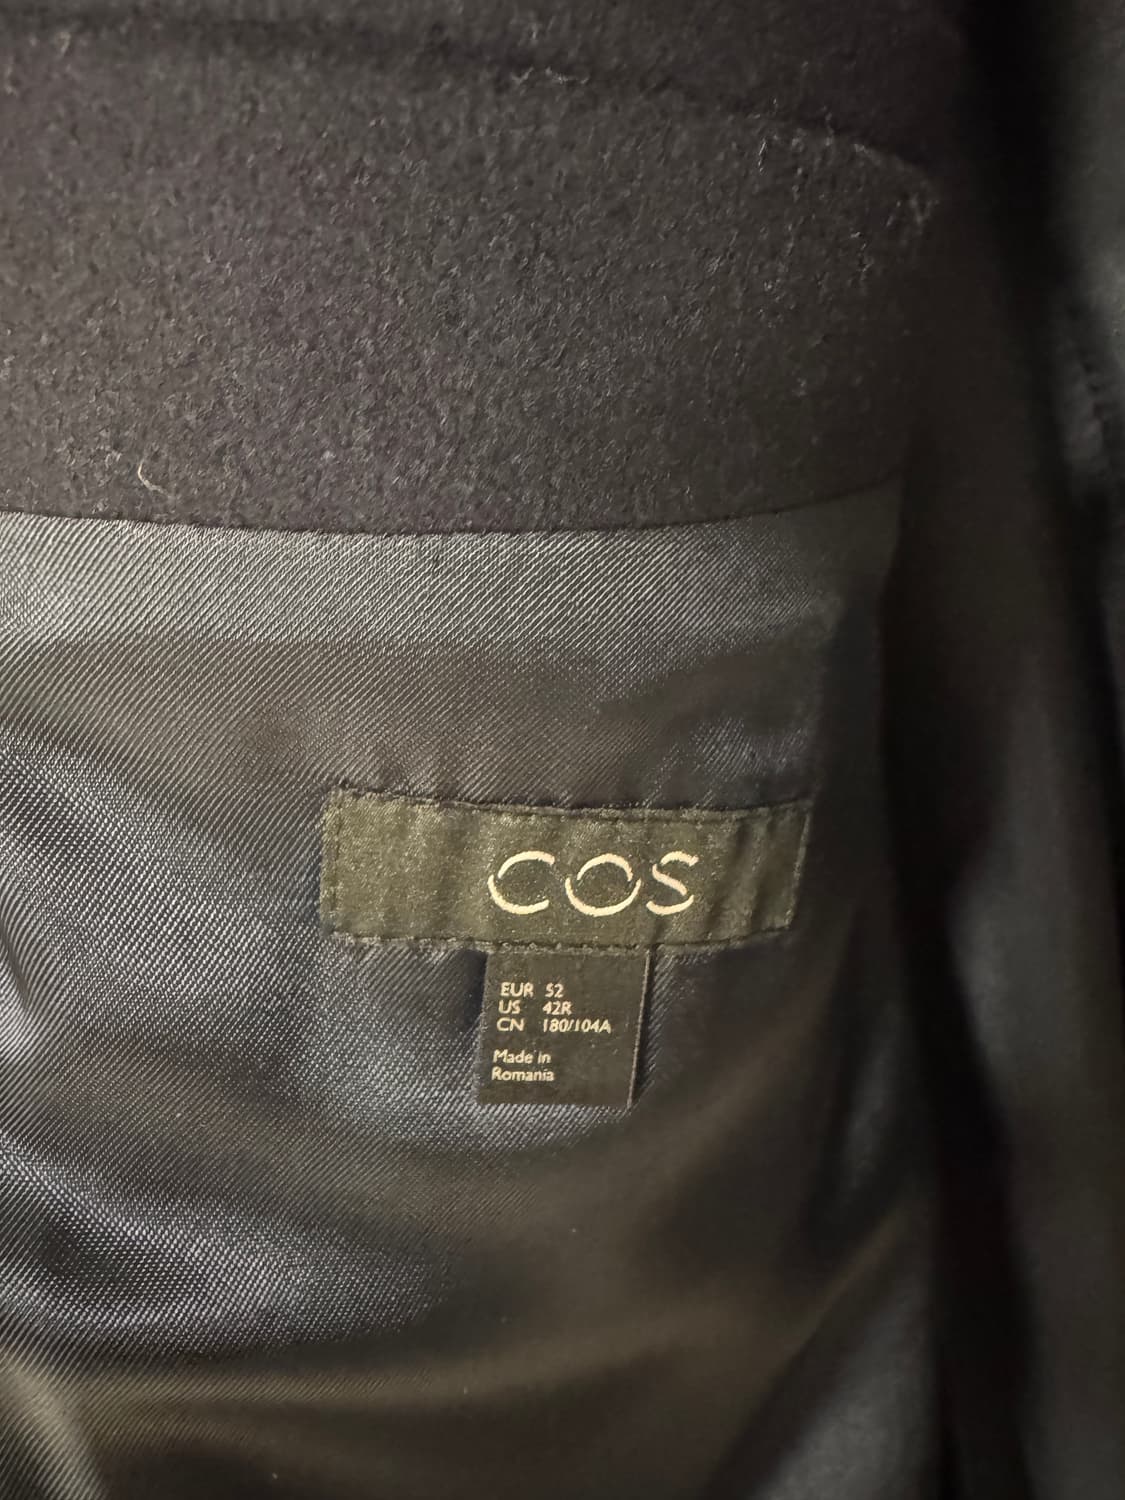 COS
EUR 52
US 42R
CN 180/104A
Made in
Romania